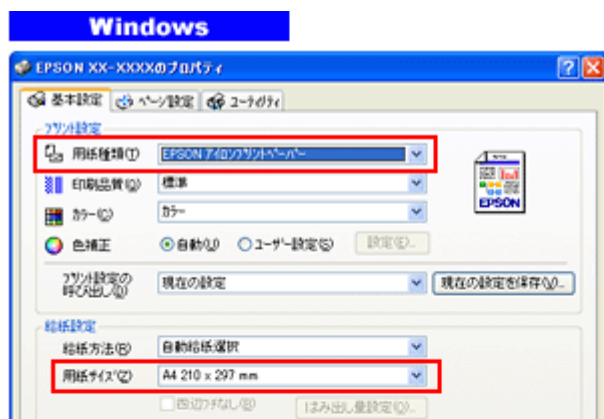 Windows
EPSON XX-XXXXのプロパティ
基本設定 ページ設定 ユーティリティ
プリント設定
用紙種類(T) EPSON アイロンプリントペーパー
印刷品質(Q) 標準
カラー(C) カラー
EPSON
色補正 自動(U) ユーザー設定(S) 設定(E)...
プリント設定の
呼び出し(D) 現在の設定 現在の設定を保存(V)...
給紙設定
給紙方法(R) 自動給紙選択
用紙サイズ(Z) A4 210 x 297 mm
四辺フチなし(B) はみ出し量設定(O)...